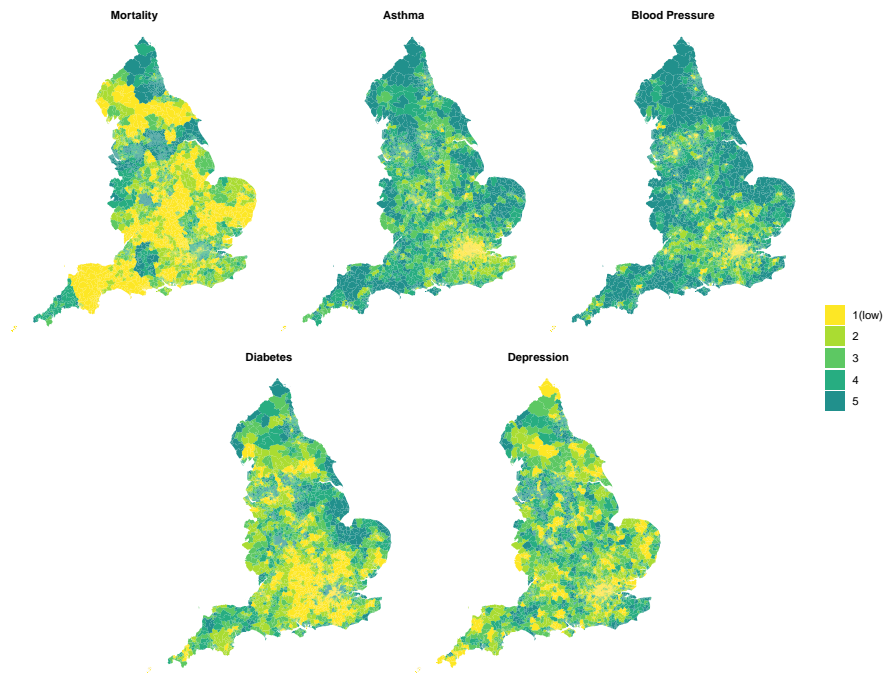 Mortality
Asthma
Blood Pressure
1(low)
2
3
4
5
Diabetes
Depression